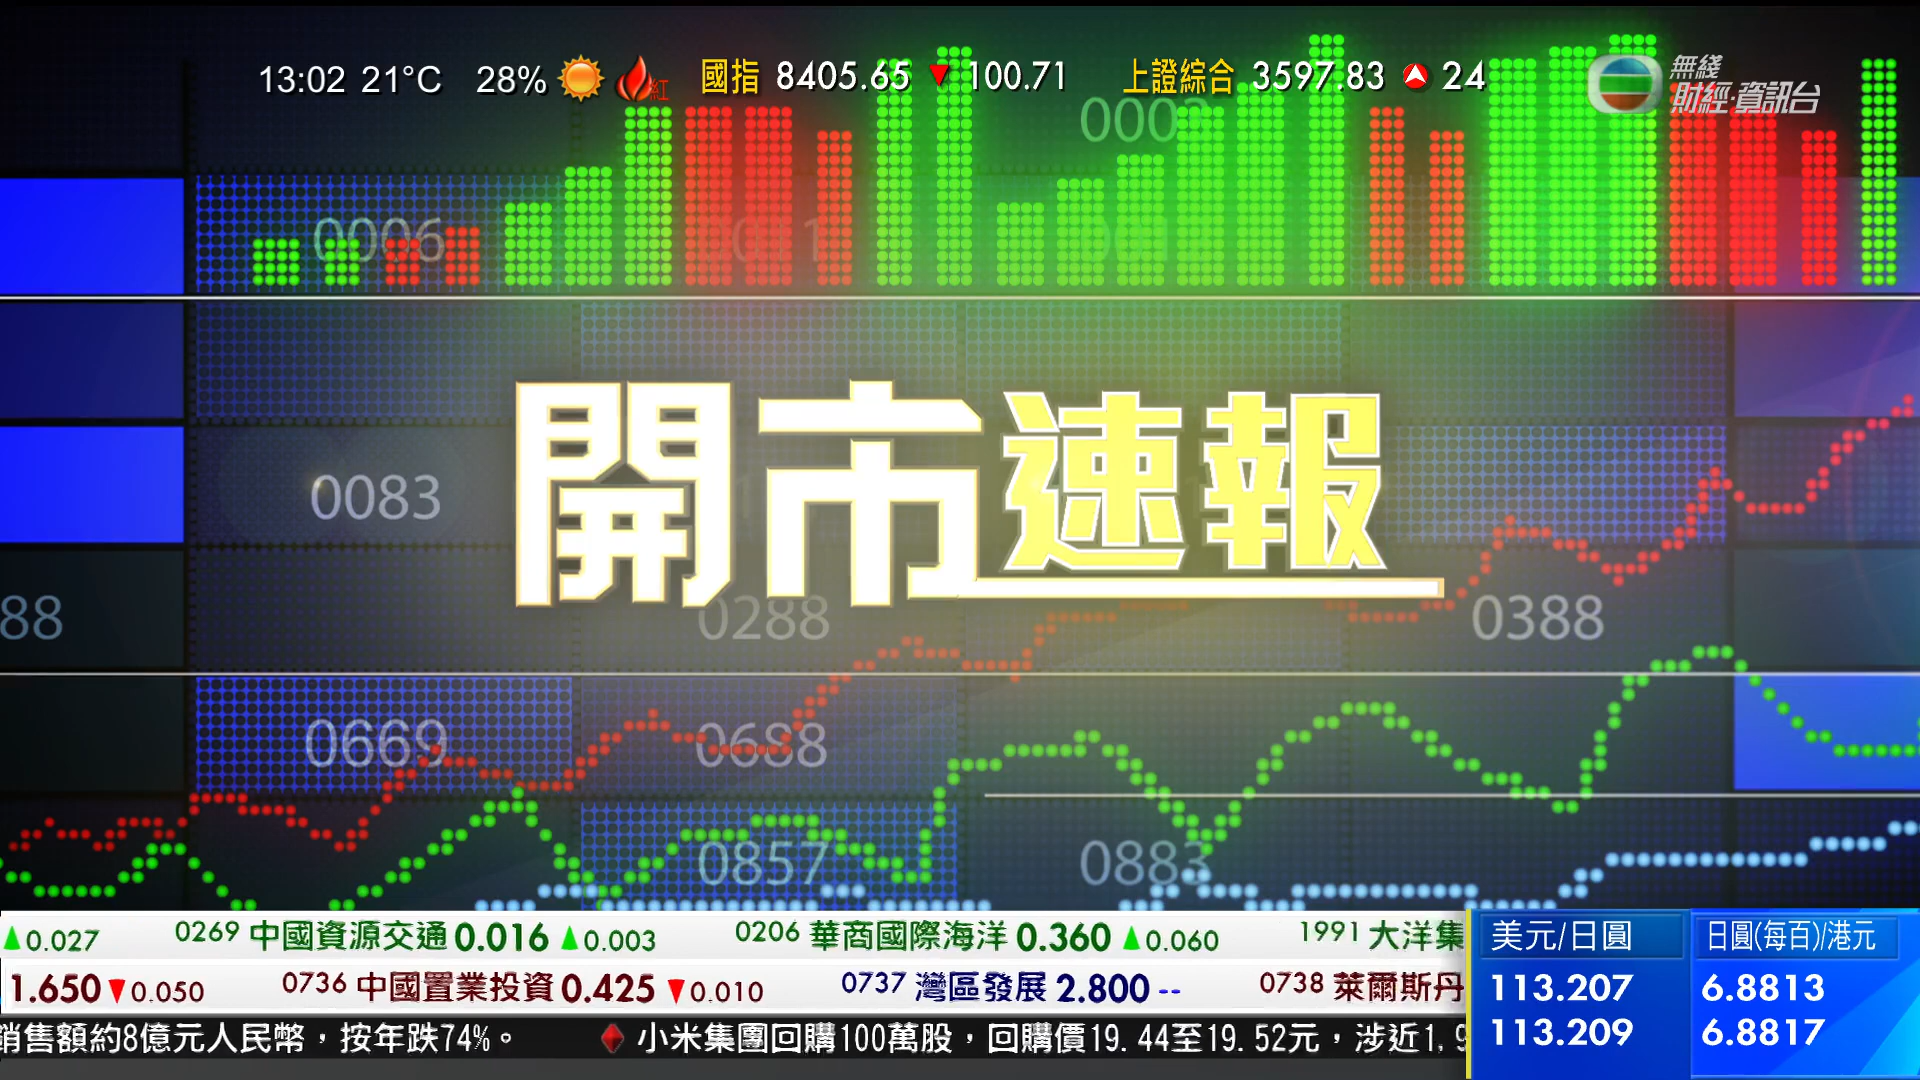 13:02 21°C 28% 紅 國指 8405.65 ▼ 100.71 上證綜合 3597.83 ▲ 24
無綫
財經·資訊台
0003
0006
0011
開市速報
0083
88
0288
0388
0669
0688
0857
0883
▲0.027 0269 中國資源交通 0.016 ▲0.003 0206 華商國際海洋 0.360 ▲0.060 1991 大洋集
1.650 ▼0.050 0736 中國置業投資 0.425 ▼0.010 0737 灣區發展 2.800 -- 0738 萊爾斯丹
銷售額約8億元人民幣，按年跌74%。 小米集團回購100萬股，回購價19.44至19.52元，涉近1,9
美元/日圓
113.207
113.209
日圓(每百)/港元
6.8813
6.8817